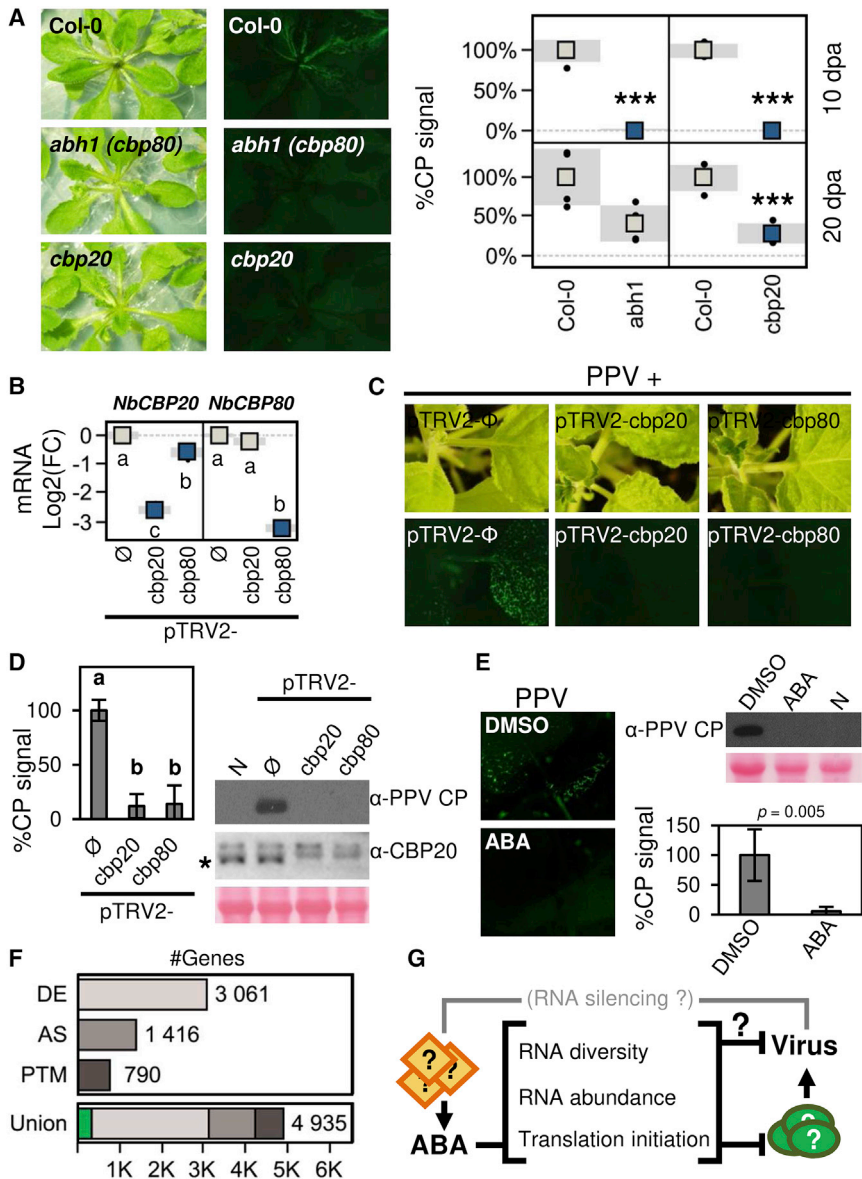 A
Col-0
Col-0
abh1 (cbp80)
abh1 (cbp80)
cbp20
cbp20
%CP signal
100%
50%
0%
100%
50%
0%
***
***
***
10 dpa
20 dpa
Col-0
abh1
Col-0
cbp20
B
NbCBP20
NbCBP80
mRNA
Log2(FC)
0
-1
-2
-3
a
c
b
a
a
b
Ø
cbp20
cbp80
Ø
cbp20
cbp80
pTRV2-
C
PPV +
pTRV2-Φ
pTRV2-cbp20
pTRV2-cbp80
pTRV2-Φ
pTRV2-cbp20
pTRV2-cbp80
D
%CP signal
100
50
0
a
b
b
Ø
cbp20
cbp80
pTRV2-
pTRV2-
N
Ø
cbp20
cbp80
α-PPV CP
α-CBP20
*
E
PPV
DMSO
ABA
DMSO
ABA
N
α-PPV CP
p = 0.005
%CP signal
150
100
50
0
DMSO
ABA
F
#Genes
DE
3 061
AS
1 416
PTM
790
Union
4 935
1K
2K
3K
4K
5K
6K
G
(RNA silencing ?)
?
?
?
ABA
RNA diversity
RNA abundance
Translation initiation
?
Virus
?
?